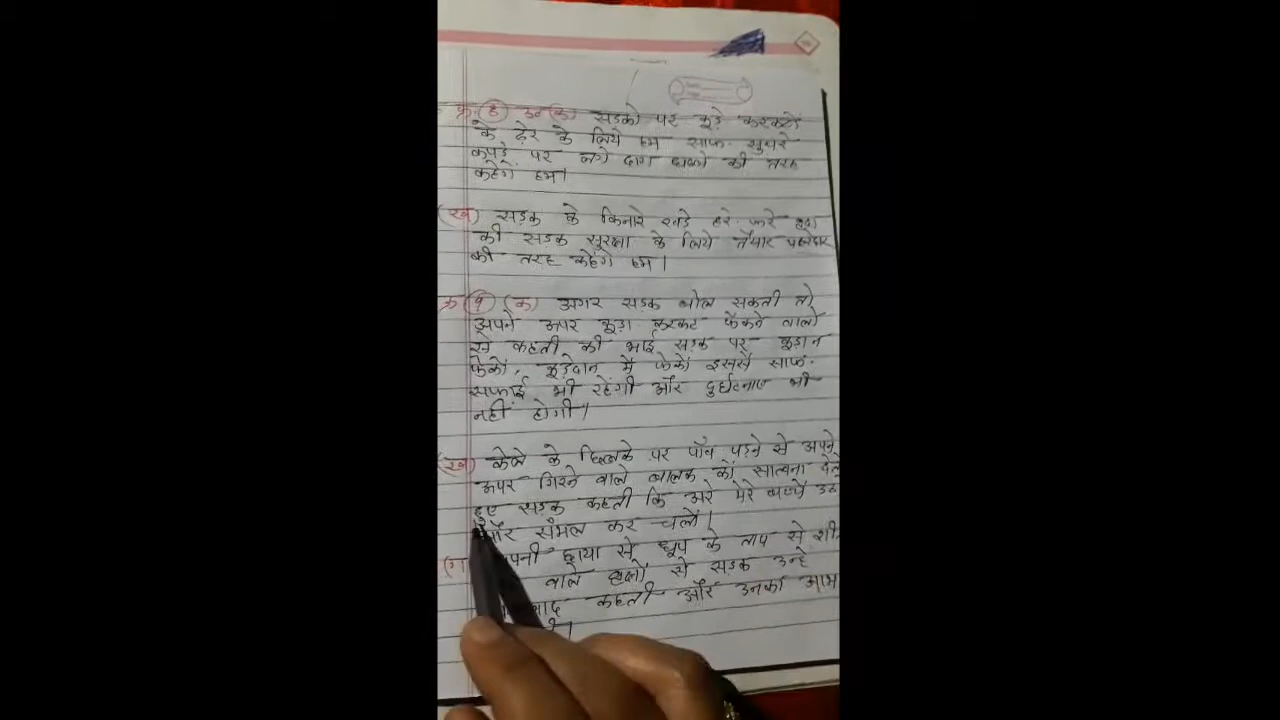 प्र. 8 उ० (क) सड़को पर कूड़े करकटों
के ढ़ेर के लिये हम साफ. सुथरे
कपड़े पर लगे दाग धब्बो की तरह
कहेगें हम।
(ख) सड़क के किनारे खडे हरे. भरे वृक्षों
की सड़क सुरक्षा के लिये तैयार पहरेदार
की तरह कहेंगे हम।
प्र 9 (क) अगर सड़क बोल सकती तो
अपने ऊपर कूड़ा करकट फेंकने वालों
से कहती की भाई सड़क पर कूडा न
फेकों, कूड़ेदान में फेकों इससे साफ.
सफाई भी रहेंगी और दुर्घटनाए भी
नहीं होगी।
(ख) केले के छिलके पर पाँव पड़ने से अपने
ऊपर गिरने वाले बालक को सात्वना देते
हुए सड़क कहती कि अरे मेरे बच्चे उठ
और सँभल कर चलों।
(ग) अपनी छाया से धूप के ताप से
वाले सड़क उन्हे
कहती और उनका